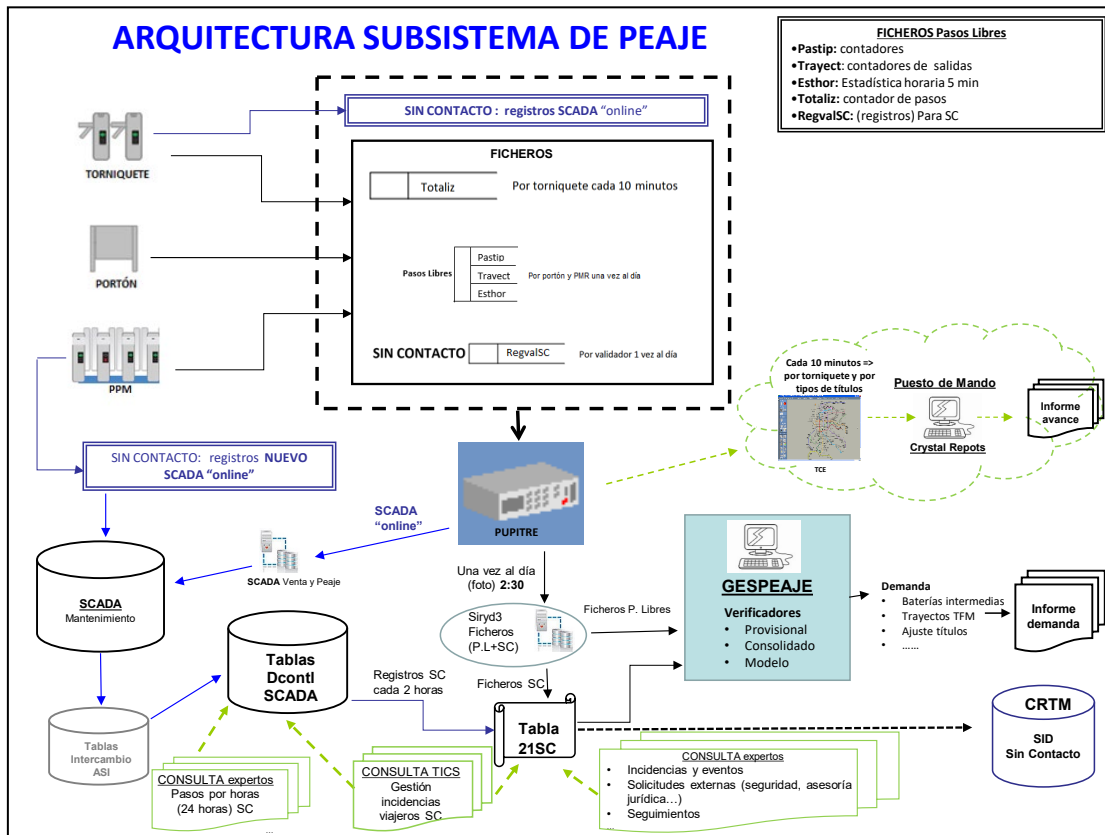 ARQUITECTURA SUBSISTEMA DE PEAJE
FICHEROS Pasos Libres
•Pastip: contadores
•Trayect: contadores de salidas
•Esthor: Estadística horaria 5 min
•Totaliz: contador de pasos
•RegvalSC: (registros) Para SC
SIN CONTACTO : registros SCADA "online"
TORNIQUETE
FICHEROS
Totaliz
Por torniquete cada 10 minutos
PORTÓN
Pasos Libres
Pastip
Travect
Esthor
Por portón y PMR una vez al día
PPM
SIN CONTACTO
RegvalSC
Por validador 1 vez al día
Cada 10 minutos =>
por torniquete y por
tipos de títulos
TCE
Puesto de Mando
Crystal Repots
Informe
avance
SIN CONTACTO: registros NUEVO
SCADA "online"
PUPITRE
SCADA
"online"
SCADA Venta y Peaje
SCADA
Mantenimiento
Una vez al día
(foto) 2:30
Siryd3
Ficheros
(P.L+SC)
Ficheros P. Libres
GESPEAJE
Verificadores
• Provisional
• Consolidado
• Modelo
Demanda
• Baterías intermedias
• Trayectos TFM
• Ajuste títulos
• ……
Informe
demanda
Tablas
Dcontl
SCADA
Registros SC
cada 2 horas
Ficheros SC
Tabla
21SC
CRTM
SID
Sin Contacto
Tablas
Intercambio
ASI
CONSULTA expertos
Pasos por horas
(24 horas) SC
...
CONSULTA TICS
Gestión
incidencias
viajeros SC
CONSULTA expertos
• Incidencias y eventos
• Solicitudes externas (seguridad, asesoría
jurídica…)
• Seguimientos
...